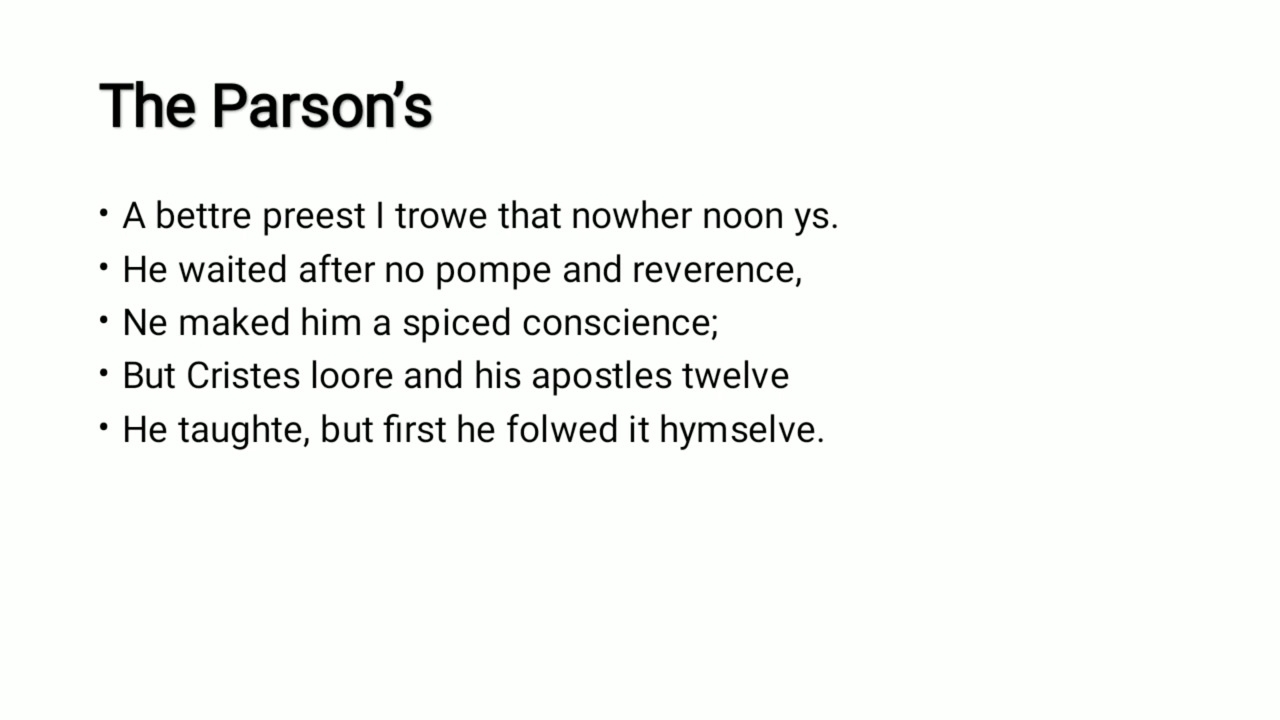 The Parson’s
• A bettre preest I trowe that nowher noon ys.
• He waited after no pompe and reverence,
• Ne maked him a spiced conscience;
• But Cristes loore and his apostles twelve
• He taughte, but first he folwed it hymselve.